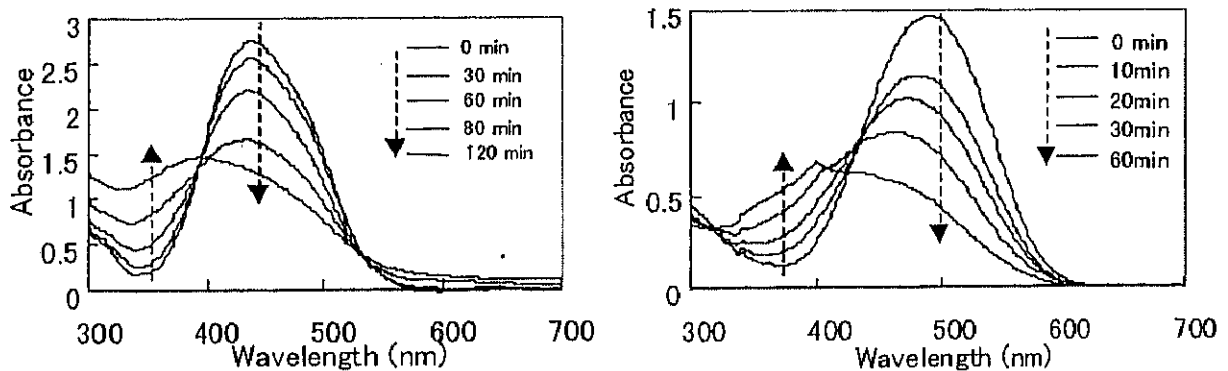 3
2.5
2
1.5
1
0.5
0
Absorbance
0 min
30 min
60 min
80 min
120 min
300
400
500
600
700
Wavelength (nm)
1.5
1
0.5
0
Absorbance
0 min
10min
20min
30min
60min
300
400
500
600
700
Wavelength (nm)